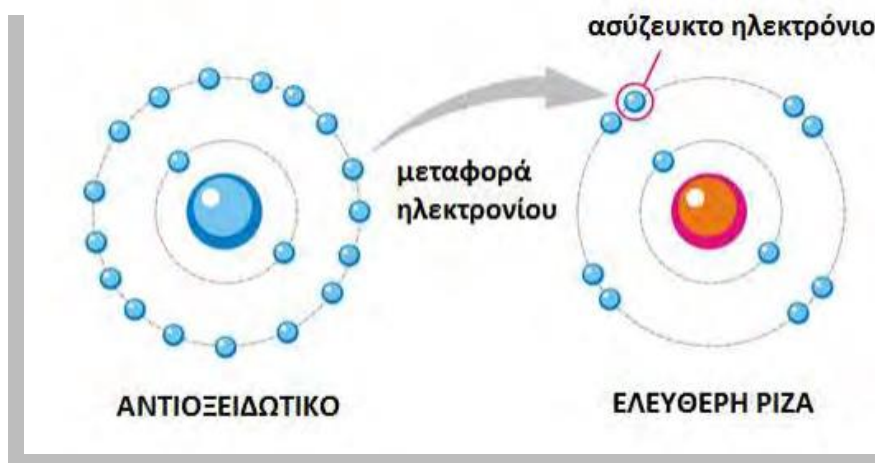 ασύζευκτο ηλεκτρόνιο
μεταφορά
ηλεκτρονίου
ΑΝΤΙΟΞΕΙΔΩΤΙΚΟ
ΕΛΕΥΘΕΡΗ ΡΙΖΑ